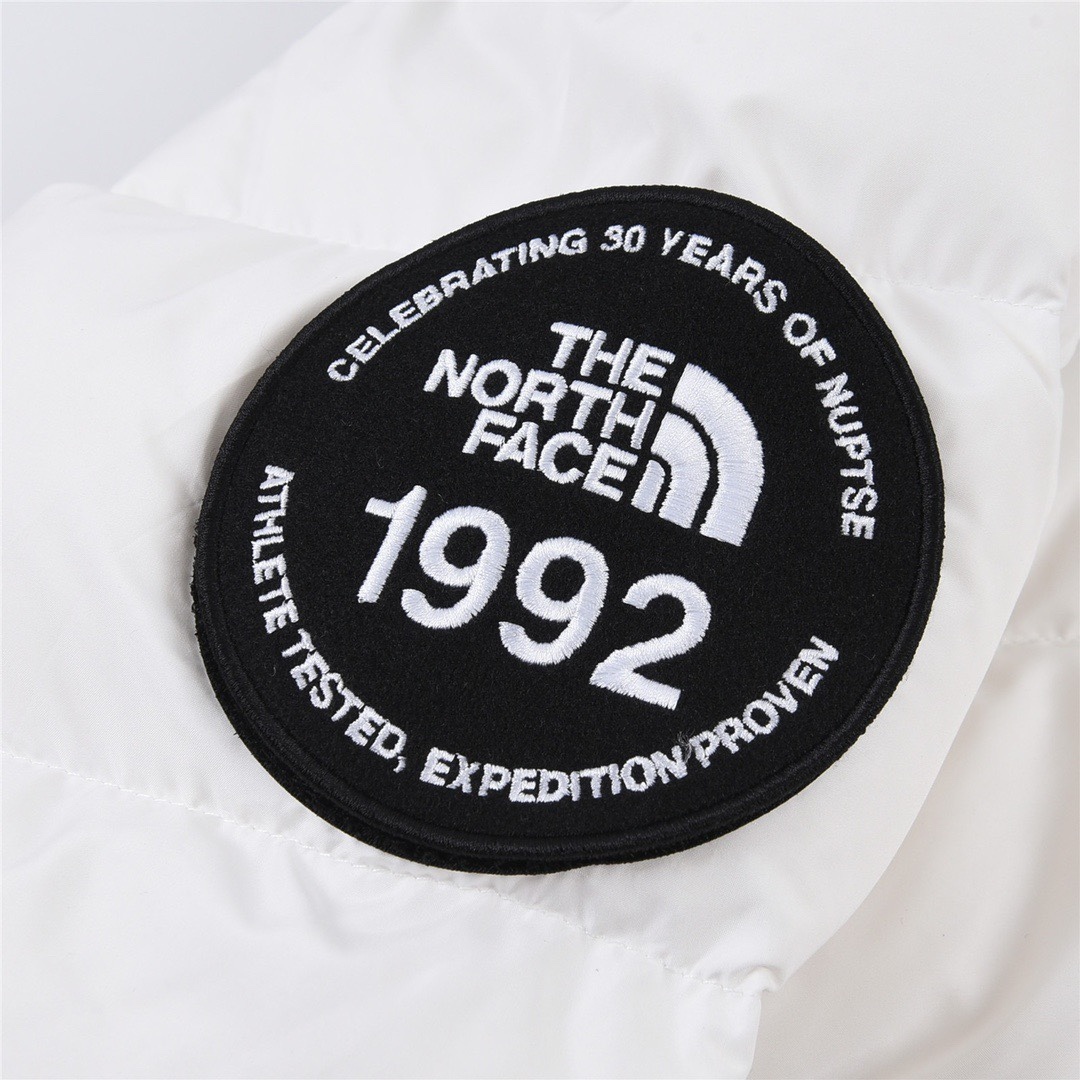 CELEBRATING 30 YEARS OF NUPTSE
THE
NORTH
FACE
1992
ATHLETE TESTED, EXPEDITION PROVEN